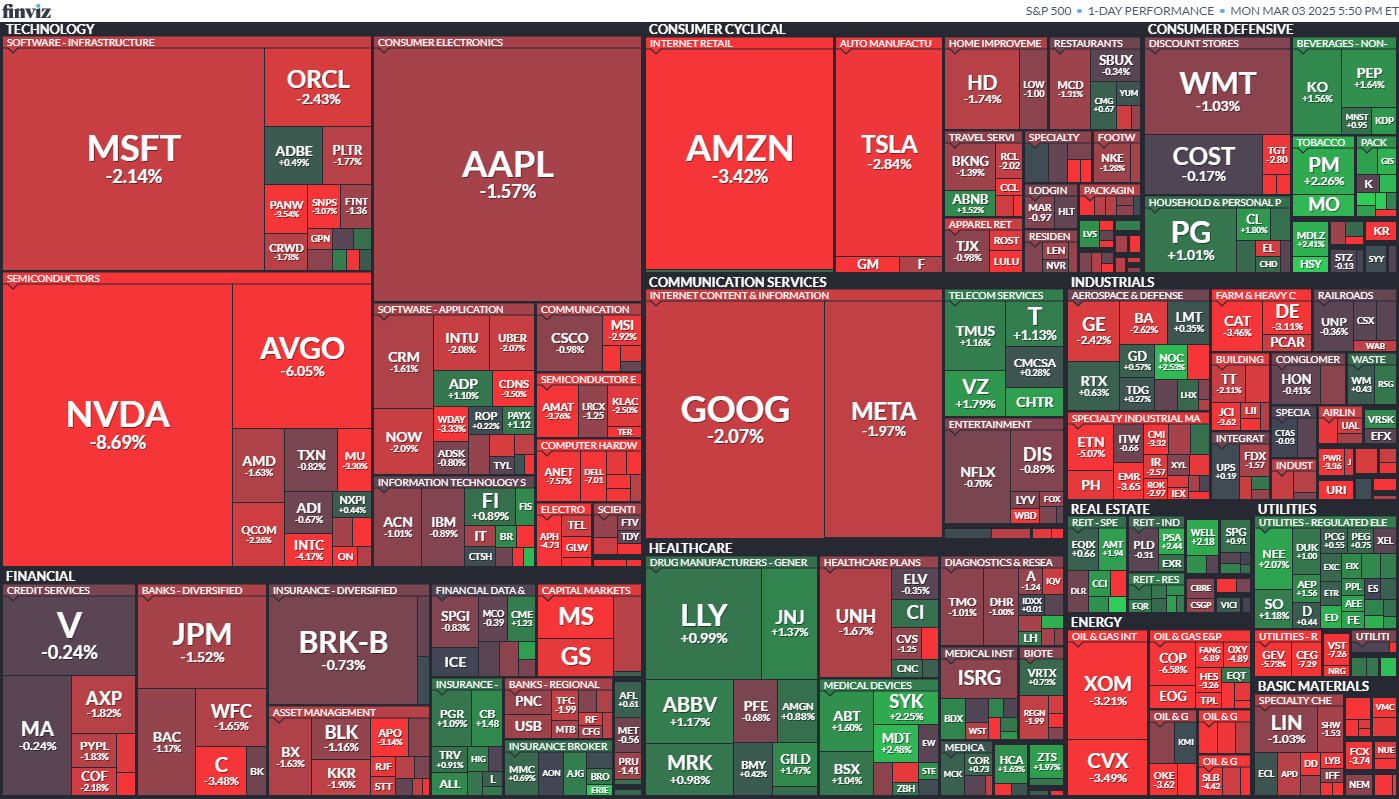 finviz
S&P 500 • 1-DAY PERFORMANCE • MON MAR 03 2025 5:50 PM ET
TECHNOLOGY
SOFTWARE - INFRASTRUCTURE
MSFT
-2.14%
ORCL
-2.43%
ADBE
+0.49%
PLTR
-1.77%
PANW
-3.54%
SNPS
-3.07%
FTNT
-1.36
CRWD
-1.78%
GPN
CONSUMER ELECTRONICS
AAPL
-1.57%
SEMICONDUCTORS
NVDA
-8.69%
AVGO
-6.05%
AMD
-1.63%
TXN
-0.82%
MU
-3.30%
QCOM
-2.26%
ADI
-0.67%
NXPI
+0.44%
INTC
-4.17%
ON
SOFTWARE - APPLICATION
CRM
-1.61%
INTU
-2.08%
UBER
-2.07%
ADP
+1.10%
CDNS
-3.50%
NOW
-2.09%
WDAY
-3.33%
ROP
+0.22%
PAYX
+1.12
ADSK
-0.80%
TYL
COMMUNICATION
CSCO
-0.98%
MSI
-2.92%
SEMICONDUCTOR E
AMAT
-3.76%
LRCX
-1.25
KLAC
-2.50%
TER
COMPUTER HARDW
ANET
-7.57%
DELL
-7.01
INFORMATION TECHNOLOGY S
ACN
-1.01%
IBM
-0.89%
FI
+0.89%
FIS
IT
BR
CTSH
ELECTRO
APH
-4.73
TEL
GLW
SCIENTI
FTV
TDY
CONSUMER CYCLICAL
INTERNET RETAIL
AMZN
-3.42%
AUTO MANUFACTU
TSLA
-2.84%
GM
F
HOME IMPROVEME
HD
-1.74%
LOW
-1.00
RESTAURANTS
MCD
-1.31%
SBUX
-0.34%
CMG
+0.67
YUM
TRAVEL SERVI
BKNG
-1.39%
RCL
-2.02
CCL
ABNB
+1.52%
SPECIALTY
FOOTW
NKE
-1.28%
LODGIN
MAR
-0.97
HLT
PACKAGIN
APPAREL RET
TJX
-0.98%
ROST
LULU
RESIDEN
LEN
NVR
LVS
CONSUMER DEFENSIVE
DISCOUNT STORES
WMT
-1.03%
COST
-0.17%
TGT
-2.80
BEVERAGES - NON-
KO
+1.56%
PEP
+1.64%
MNST
+0.95
KDP
TOBACCO
PM
+2.26%
MO
PACK
GIS
K
HOUSEHOLD & PERSONAL P
PG
+1.01%
CL
+1.80%
EL
CHD
MDLZ
+2.41%
HSY
KR
STZ
-0.13
SYY
COMMUNICATION SERVICES
INTERNET CONTENT & INFORMATION
GOOG
-2.07%
META
-1.97%
TELECOM SERVICES
TMUS
+1.16%
T
+1.13%
CMCSA
+0.28%
VZ
+1.79%
CHTR
ENTERTAINMENT
NFLX
-0.70%
DIS
-0.89%
LYV
FOX
WBD
INDUSTRIALS
AEROSPACE & DEFENSE
GE
-2.42%
BA
-2.62%
LMT
+0.35%
GD
+0.57%
NOC
+2.53%
RTX
+0.63%
TDG
+0.27%
LHX
FARM & HEAVY C
CAT
-3.46%
DE
-3.11%
PCAR
RAILROADS
UNP
-0.36%
CSX
WAB
BUILDING
TT
-2.11%
JCI
-3.62
LII
CONGLOMER
HON
-0.41%
WASTE
WM
+0.43
RSG
SPECIALTY INDUSTRIAL MA
ETN
-5.07%
ITW
-0.66
CMI
-3.32
PH
EMR
-3.65
IR
-2.57
XYL
ROK
-2.97
IEX
INTEGRAT
UPS
+0.19
FDX
-1.57
SPECIA
CTAS
-0.03
AIRLIN
UAL
VRSK
EFX
INDUST
PWR
-3.36
J
URI
HEALTHCARE
DRUG MANUFACTURERS - GENER
LLY
+0.99%
JNJ
+1.37%
ABBV
+1.17%
PFE
-0.68%
AMGN
+0.88%
MRK
+0.98%
BMY
+0.42%
GILD
+1.47%
HEALTHCARE PLANS
UNH
-1.67%
ELV
-0.35%
CI
CVS
-1.25
CNC
MEDICAL DEVICES
ABT
+1.60%
SYK
+2.25%
MDT
+2.48%
EW
BSX
+1.04%
STE
ZBH
DIAGNOSTICS & RESEA
TMO
-1.01%
DHR
-1.00%
A
-1.24
IQV
IDXX
+0.01
LH
MEDICAL INST
ISRG
BDX
WST
BIOTE
VRTX
+0.73%
REGN
-1.99
MEDICA
MCK
COR
+0.73
HCA
+1.63%
ZTS
+1.97%
REAL ESTATE
REIT - SPE
EQIX
+0.66
AMT
+1.94
DLR
CCI
REIT - IND
PLD
-0.31
PSA
+2.44
EXR
WELL
+2.18
SPG
+0.91
REIT - RES
EQR
CBRE
CSGP
VICI
UTILITIES
UTILITIES - REGULATED ELE
NEE
+2.07%
DUK
+1.00
PCG
+0.55
PEG
+0.75
XEL
EXC
EIX
SO
+1.18%
AEP
+1.56
ETR
PPL
ES
AEE
D
+0.44
ED
FE
UTILITIES - R
GEV
-5.73%
CEG
-7.29
VST
-7.26
NRG
UTILITI
ENERGY
OIL & GAS INT
XOM
-3.21%
CVX
-3.49%
OIL & GAS E&P
COP
-6.58%
FANG
-6.89
OXY
-4.89
HES
-3.26
EQT
EOG
TPL
OIL & G
KMI
OKE
-3.62
OIL & G
OIL & G
SLB
-4.42
BASIC MATERIALS
SPECIALTY CHE
LIN
-1.03%
SHW
-1.53
ECL
APD
DD
LYB
IFF
VMC
FCX
-3.74
NUE
NEM
FINANCIAL
CREDIT SERVICES
V
-0.24%
MA
-0.24%
AXP
-1.82%
PYPL
-1.83%
COF
-2.18%
BANKS - DIVERSIFIED
JPM
-1.52%
BAC
-1.17%
WFC
-1.65%
C
-3.48%
BK
INSURANCE - DIVERSIFIED
BRK-B
-0.73%
ASSET MANAGEMENT
BX
-1.63%
BLK
-1.16%
APO
-3.14%
KKR
-1.90%
RJF
STT
FINANCIAL DATA &
SPGI
-0.83%
MCO
-0.39
CME
+1.23
ICE
CAPITAL MARKETS
MS
GS
INSURANCE -
PGR
+1.09%
CB
+1.48
TRV
+0.91%
HIG
ALL
L
BANKS - REGIONAL
PNC
TFC
-1.99
RF
USB
MTB
CFG
INSURANCE BROKER
MMC
+0.69%
AON
AJG
BRO
ERIE
AFL
+0.61
MET
-0.56
PRU
-1.41